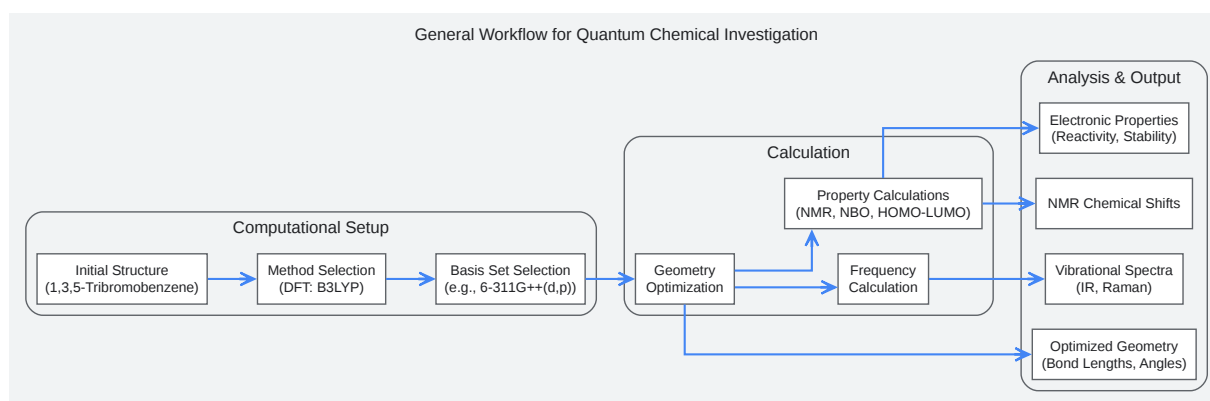 General Workflow for Quantum Chemical Investigation
Computational Setup
Initial Structure
(1,3,5-Tribromobenzene)
Method Selection
(DFT: B3LYP)
Basis Set Selection
(e.g., 6-311G++(d,p))
Calculation
Geometry
Optimization
Property Calculations
(NMR, NBO, HOMO-LUMO)
Frequency
Calculation
Analysis & Output
Electronic Properties
(Reactivity, Stability)
NMR Chemical Shifts
Vibrational Spectra
(IR, Raman)
Optimized Geometry
(Bond Lengths, Angles)